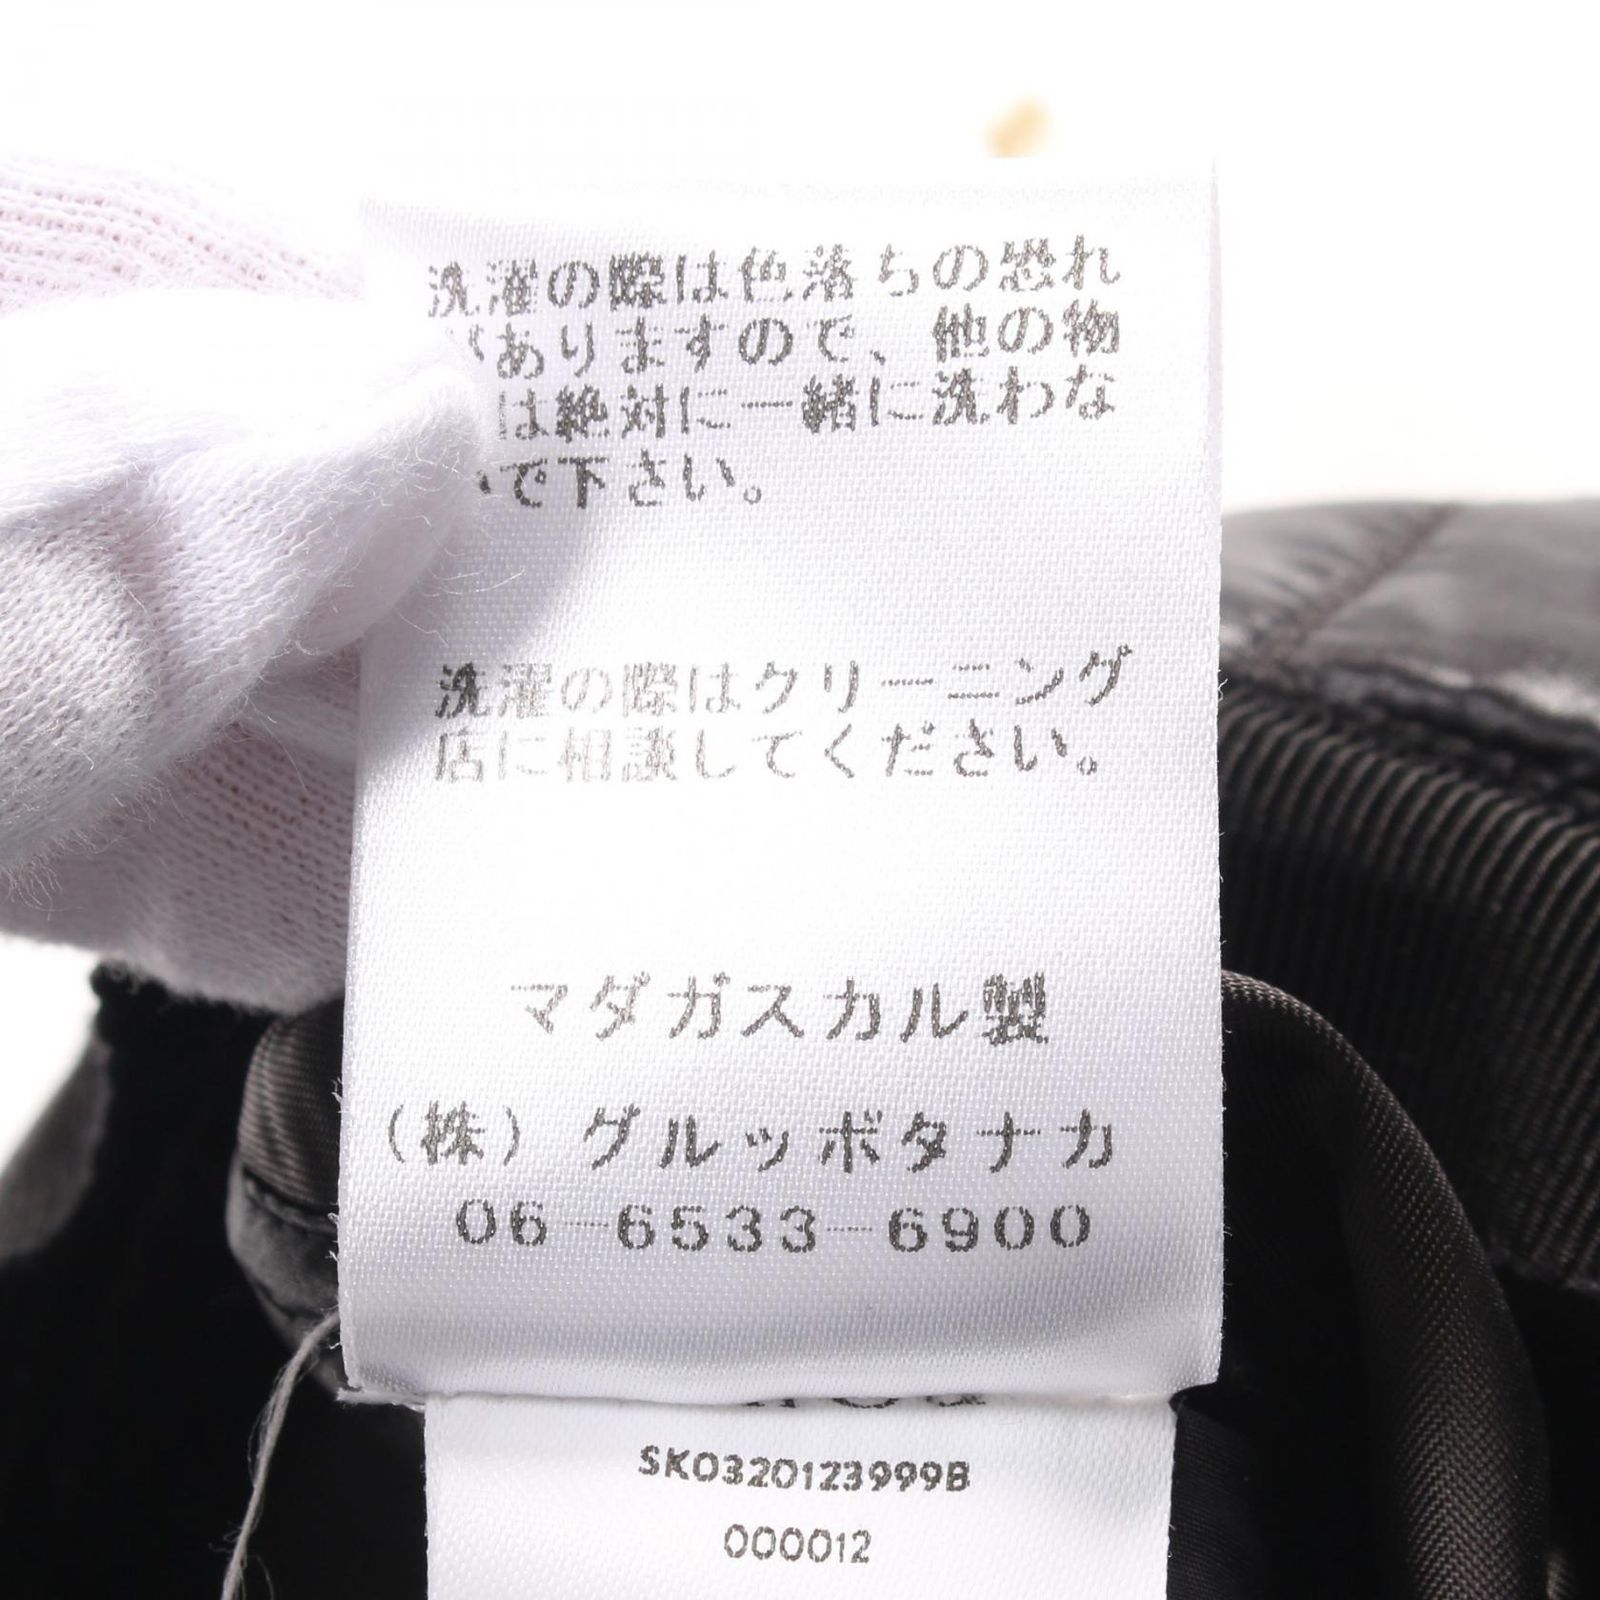 洗濯の際は色落ちの恐れ
がありますので、他の物
は絶対に一緒に洗わな
いで下さい。
洗濯の際はクリーニング
店に相談してください。
マダガスカル製
(株)グルッポタナカ
06-6533-6900
SK0320123999B
000012